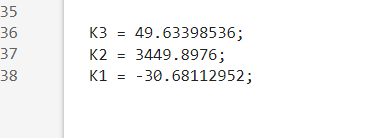 35
36 K3 = 49.63398536;
37 K2 = 3449.8976;
38 K1 = -30.68112952;